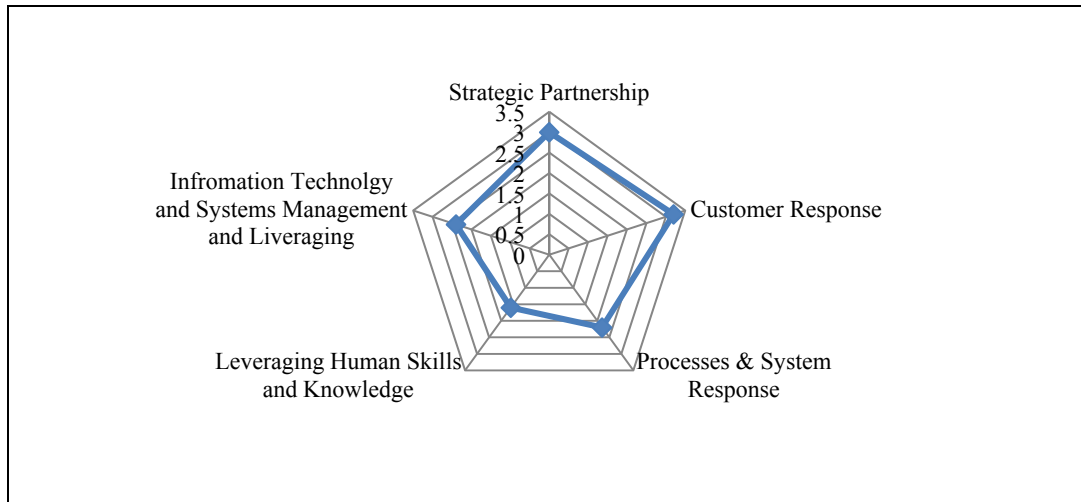 Strategic Partnership
3.5
3
2.5
2
1.5
1
0.5
0
Customer Response
Processes & System
Response
Leveraging Human Skills
and Knowledge
Infromation Technolgy
and Systems Management
and Liveraging